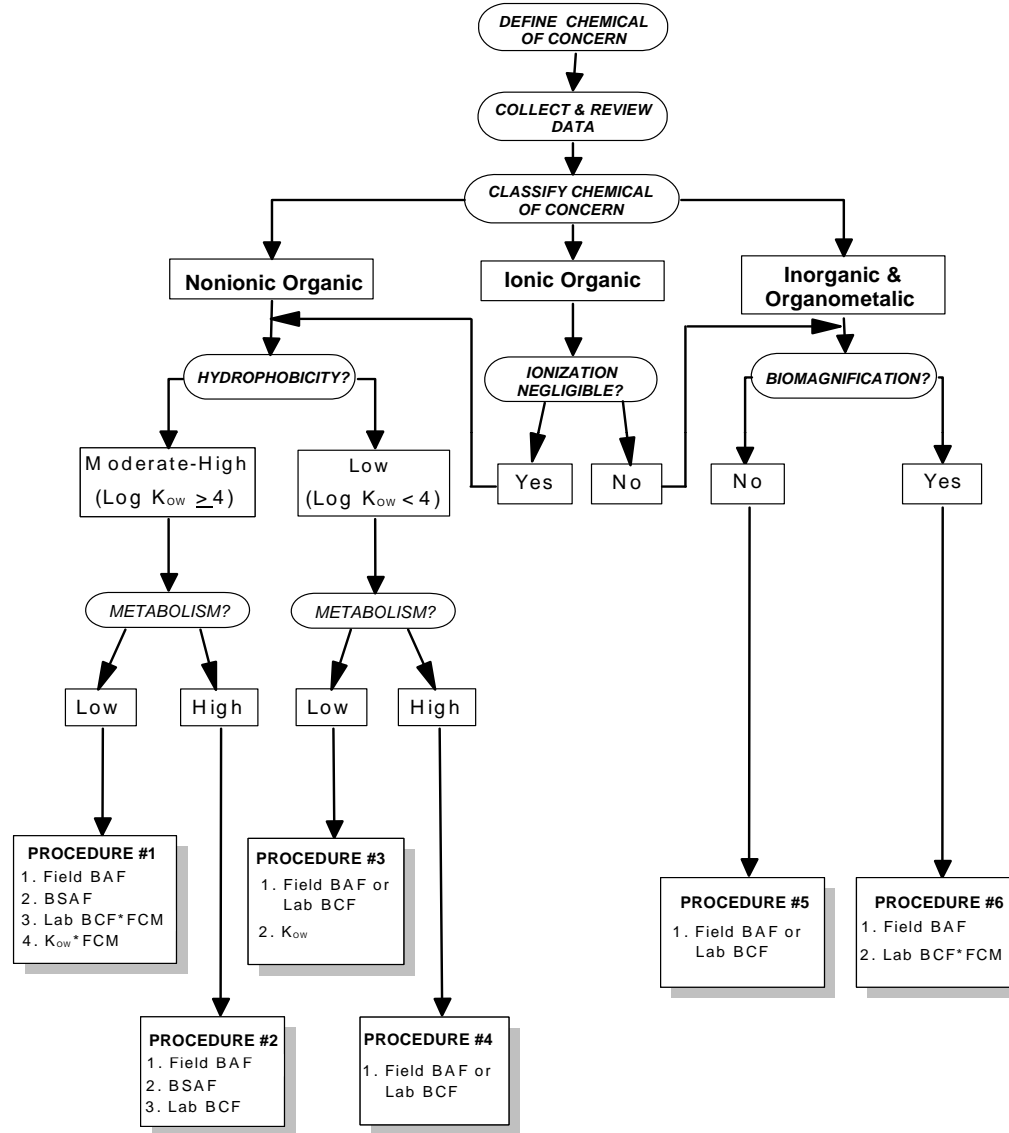 DEFINE CHEMICAL
OF CONCERN
COLLECT & REVIEW
DATA
CLASSIFY CHEMICAL
OF CONCERN
Nonionic Organic
Ionic Organic
Inorganic &
Organometalic
HYDROPHOBICITY?
IONIZATION
NEGLIGIBLE?
BIOMAGNIFICATION?
Moderate-High
(Log Kow ≥4)
Low
(Log Kow < 4)
Yes
No
No
Yes
METABOLISM?
METABOLISM?
Low
High
Low
High
PROCEDURE #1
1. Field BAF
2. BSAF
3. Lab BCF*FCM
4. Kow*FCM
PROCEDURE #3
1. Field BAF or
Lab BCF
2. Kow
PROCEDURE #5
1. Field BAF or
Lab BCF
PROCEDURE #6
1. Field BAF
2. Lab BCF*FCM
PROCEDURE #2
1. Field BAF
2. BSAF
3. Lab BCF
PROCEDURE #4
1. Field BAF or
Lab BCF